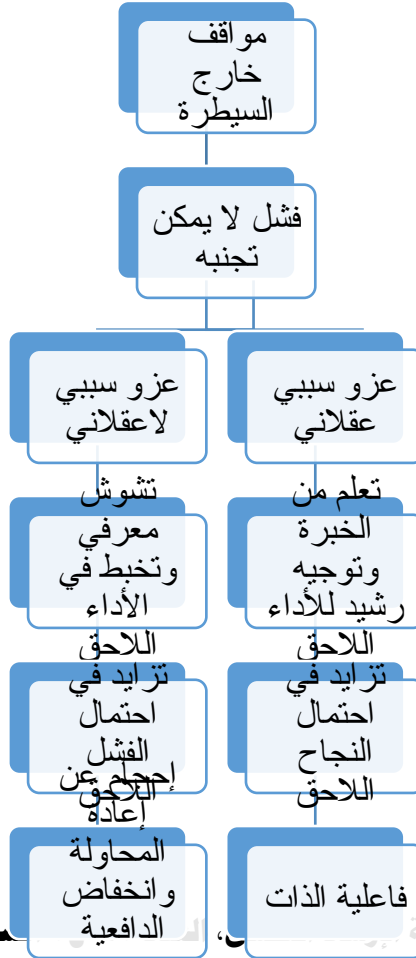 مواقف
خارج
السيطرة
فشل لا يمكن
تجنبه
عزو سببي
عقلاني
تعلم من
الخبرة
وتوجيه
رشيد للأداء
اللاحق
تزايد في
احتمال
النجاح
اللاحق
فاعلية الذات
عزو سببي
لاعقلاني
تشوش
معرفي
وتخبط في
الأداء
اللاحق
تزايد في
احتمال
الفشل
اللاحق
إحجام عن
إعادة
المحاولة
وانخفاض
الدافعية